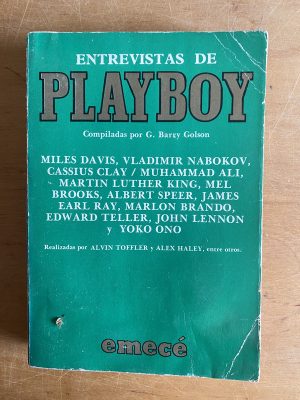 ENTREVISTAS DE
PLAYBOY
Compiladas por G. Barry Golson
MILES DAVIS, VLADIMIR NABOKOV,
CASSIUS CLAY / MUHAMMAD ALI,
MARTIN LUTHER KING, MEL
BROOKS, ALBERT SPEER, JAMES
EARL RAY, MARLON BRANDO,
EDWARD TELLER, JOHN LENNON
y YOKO ONO
Realizadas por ALVIN TOFFLER y ALEX HALEY, entre otros.
emecé